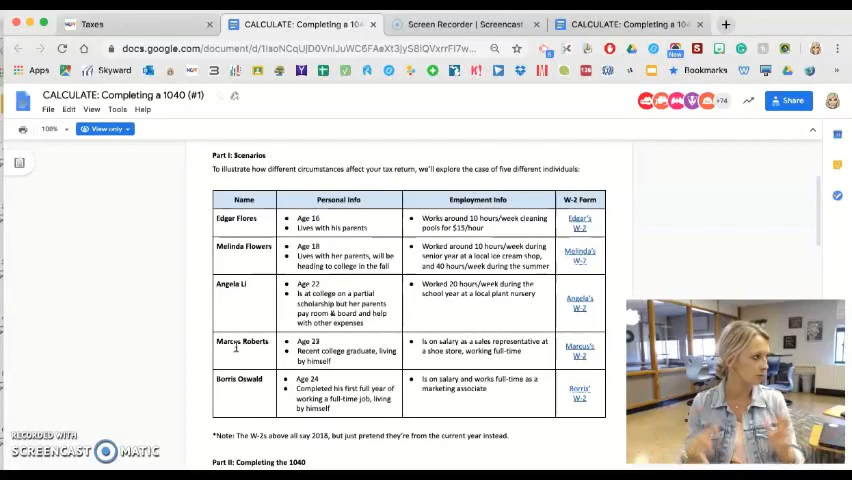 Taxes
CALCULATE: Completing a 104
Screen Recorder | Screencast
CALCULATE: Completing a 104
Apps
Skyward
New
Bookmarks
CALCULATE: Completing a 1040 (#1)
File Edit View Tools Help
+74
Share
100%
View only
Part I: Scenarios
To illustrate how different circumstances affect your tax return, we'll explore the case of five different individuals:
Name Personal Info Employment Info W-2 Form
Edgar Flores
Age 16
Lives with his parents
Works around 10 hours/week cleaning
pools for $15/hour
Edgar's
W-2
Melinda Flowers
Age 18
Lives with her parents, will be
heading to college in the fall
Worked around 10 hours/week during
senior year at a local ice cream shop,
and 40 hours/week during the summer
Melinda's
W-2
Angela Li
Age 22
Is at college on a partial
scholarship but her parents
pay room & board and help
with other expenses
Worked 20 hours/week during the
school year at a local plant nursery
Angela's
W-2
Marcus Roberts
Age 23
Recent college graduate, living
by himself
Is on salary as a sales representative at
a shoe store, working full-time
Marcus's
W-2
Borris Oswald
Age 24
Completed his first full year of
working a full-time job, living
by himself
Is on salary and works full-time as a
marketing associate
Borris'
W-2
*Note: The W-2s above all say 2018, but just pretend they're from the current year instead.
Part II: Completing the 1040
RECORDED WITH
SCREENCAST MATIC